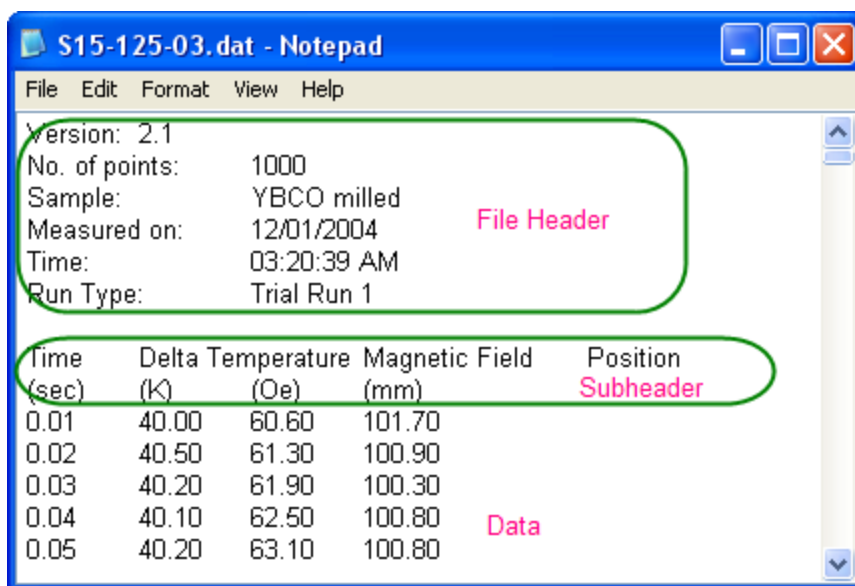 S15-125-03.dat - Notepad
File Edit Format View Help
Version: 2.1
No. of points: 1000
Sample: YBCO milled
Measured on: 12/01/2004
File Header
Time: 03:20:39 AM
Run Type: Trial Run 1
Time Delta Temperature Magnetic Field Position
(sec) (K) (Oe) (mm) Subheader
0.01 40.00 60.60 101.70
0.02 40.50 61.30 100.90
0.03 40.20 61.90 100.30
0.04 40.10 62.50 100.80 Data
0.05 40.20 63.10 100.80